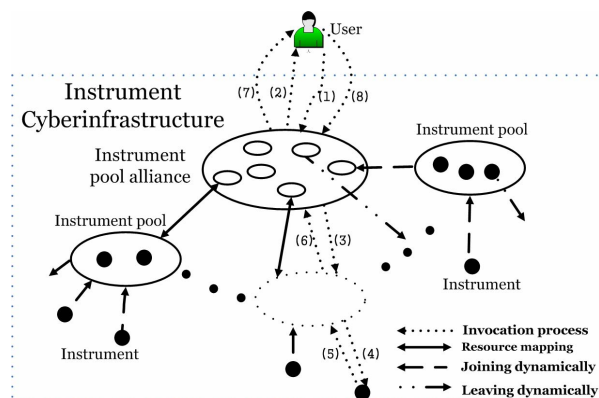 User
(7)
(2)
(1)
(8)
Instrument
Cyberinfrastructure
Instrument pool
Instrument
pool alliance
Instrument pool
(6)
(3)
Instrument
Instrument
(5)
(4)
Invocation process
Resource mapping
Joining dynamically
Leaving dynamically